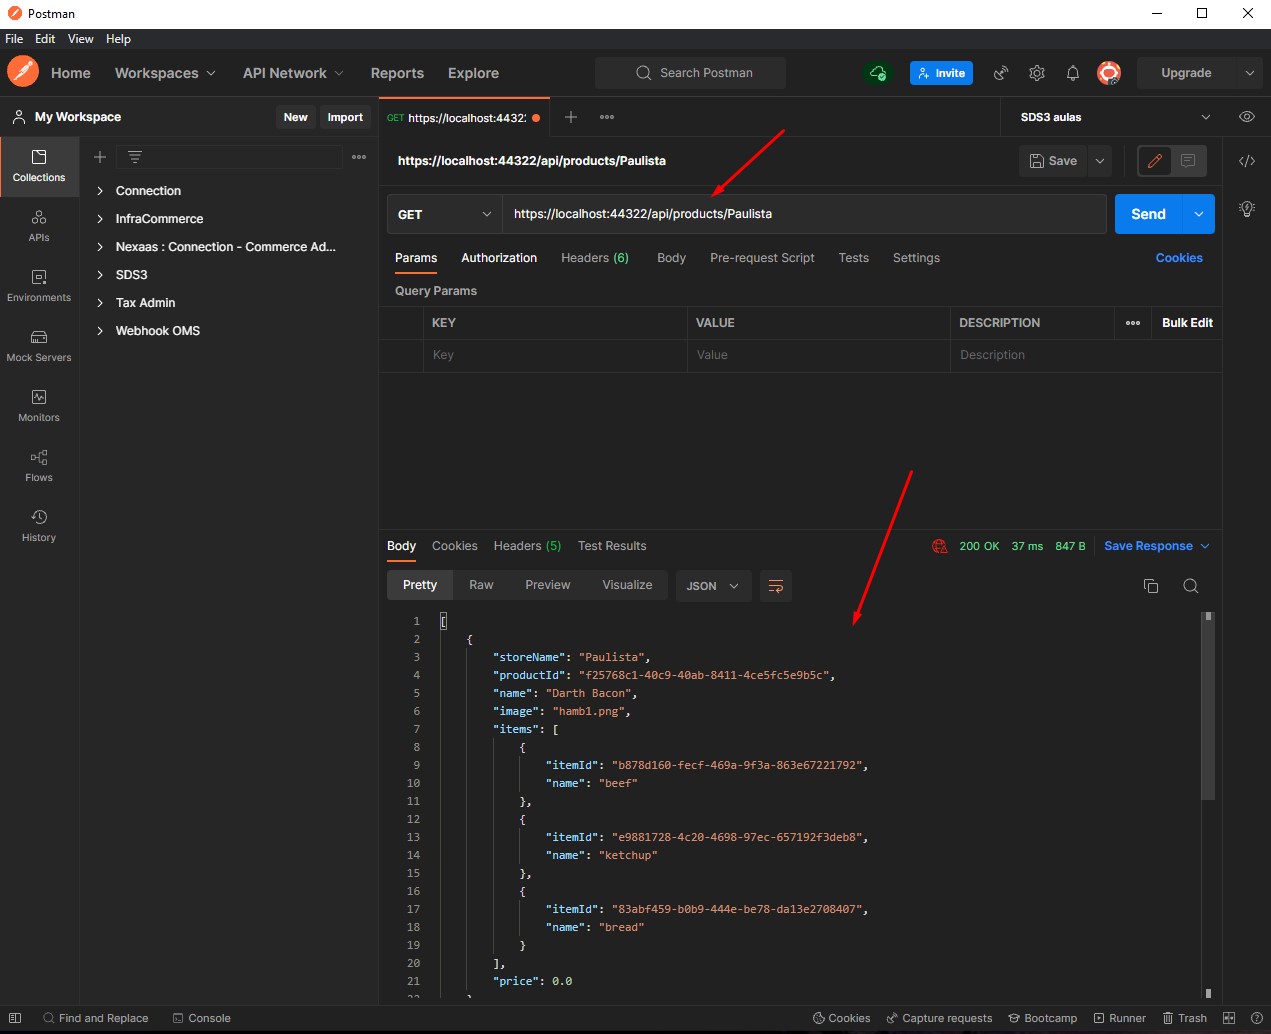 Postman
File Edit View Help
Home Workspaces API Network Reports Explore Search Postman Invite Upgrade
My Workspace New Import GET https://localhost:44322 SDS3 aulas
Collections
APIs
Environments
Mock Servers
Monitors
Flows
History
Connection
InfraCommerce
Nexaas : Connection - Commerce Ad...
SDS3
Tax Admin
Webhook OMS
https://localhost:44322/api/products/Paulista Save
GET https://localhost:44322/api/products/Paulista Send
Params Authorization Headers (6) Body Pre-request Script Tests Settings Cookies
Query Params
KEY VALUE DESCRIPTION Bulk Edit
Key Value Description
Body Cookies Headers (5) Test Results 200 OK 37 ms 847 B Save Response
Pretty Raw Preview Visualize JSON
1 [
2 {
3 "storeName": "Paulista",
4 "productId": "f25768c1-40c9-40ab-8411-4ce5fc5e9b5c",
5 "name": "Darth Bacon",
6 "image": "hamb1.png",
7 "items": [
8 {
9 "itemId": "b878d160-fecf-469a-9f3a-863e67221792",
10 "name": "beef"
11 },
12 {
13 "itemId": "e9881728-4c20-4698-97ec-657192f3deb8",
14 "name": "ketchup"
15 },
16 {
17 "itemId": "83abf459-b0b9-444e-be78-da13e2708407",
18 "name": "bread"
19 }
20 ],
21 "price": 0.0
Find and Replace Console Cookies Capture requests Bootcamp Runner Trash